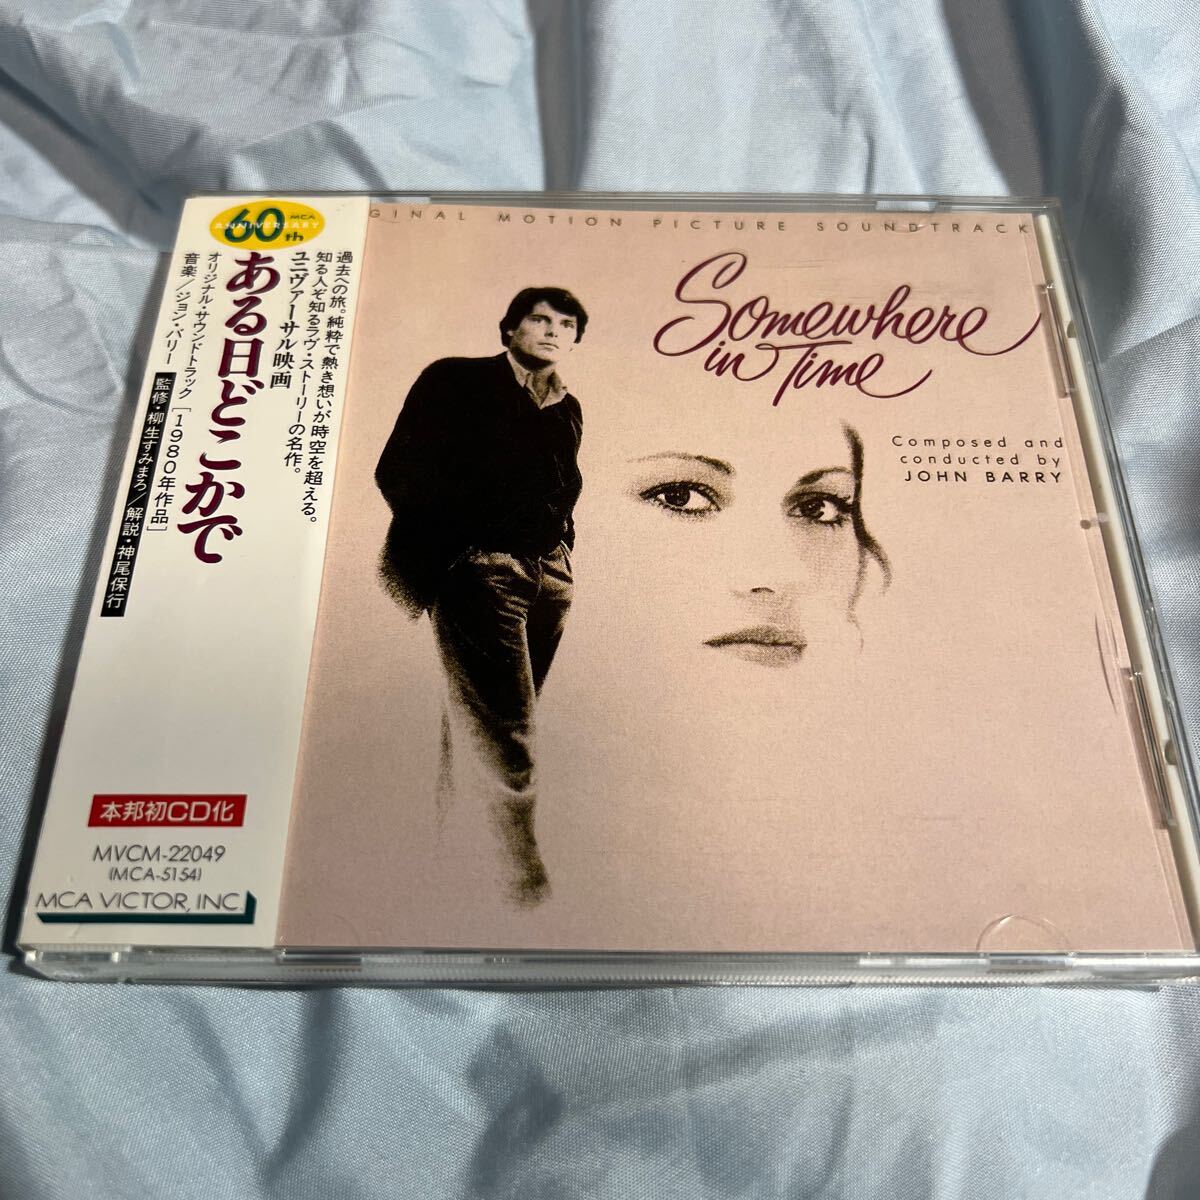 60th
MCA
ANNIVERSARY
過去への旅。純粋で熱き想いが時空を超える。
知る人ぞ知るラヴ・ストーリーの名作。
ユニヴァーサル映画
ある日どこかで
オリジナル・サウンドトラック[1980年作品]
音楽/ジョン・バリー 監修・柳生すみまろ/解説・神尾保行
本邦初CD化
MVCM-22049
(MCA-5154)
MCA VICTOR, INC.
GINAL MOTION PICTURE SOUNDTRACK
Somewhere
in Time
Composed and
conducted by
JOHN BARRY